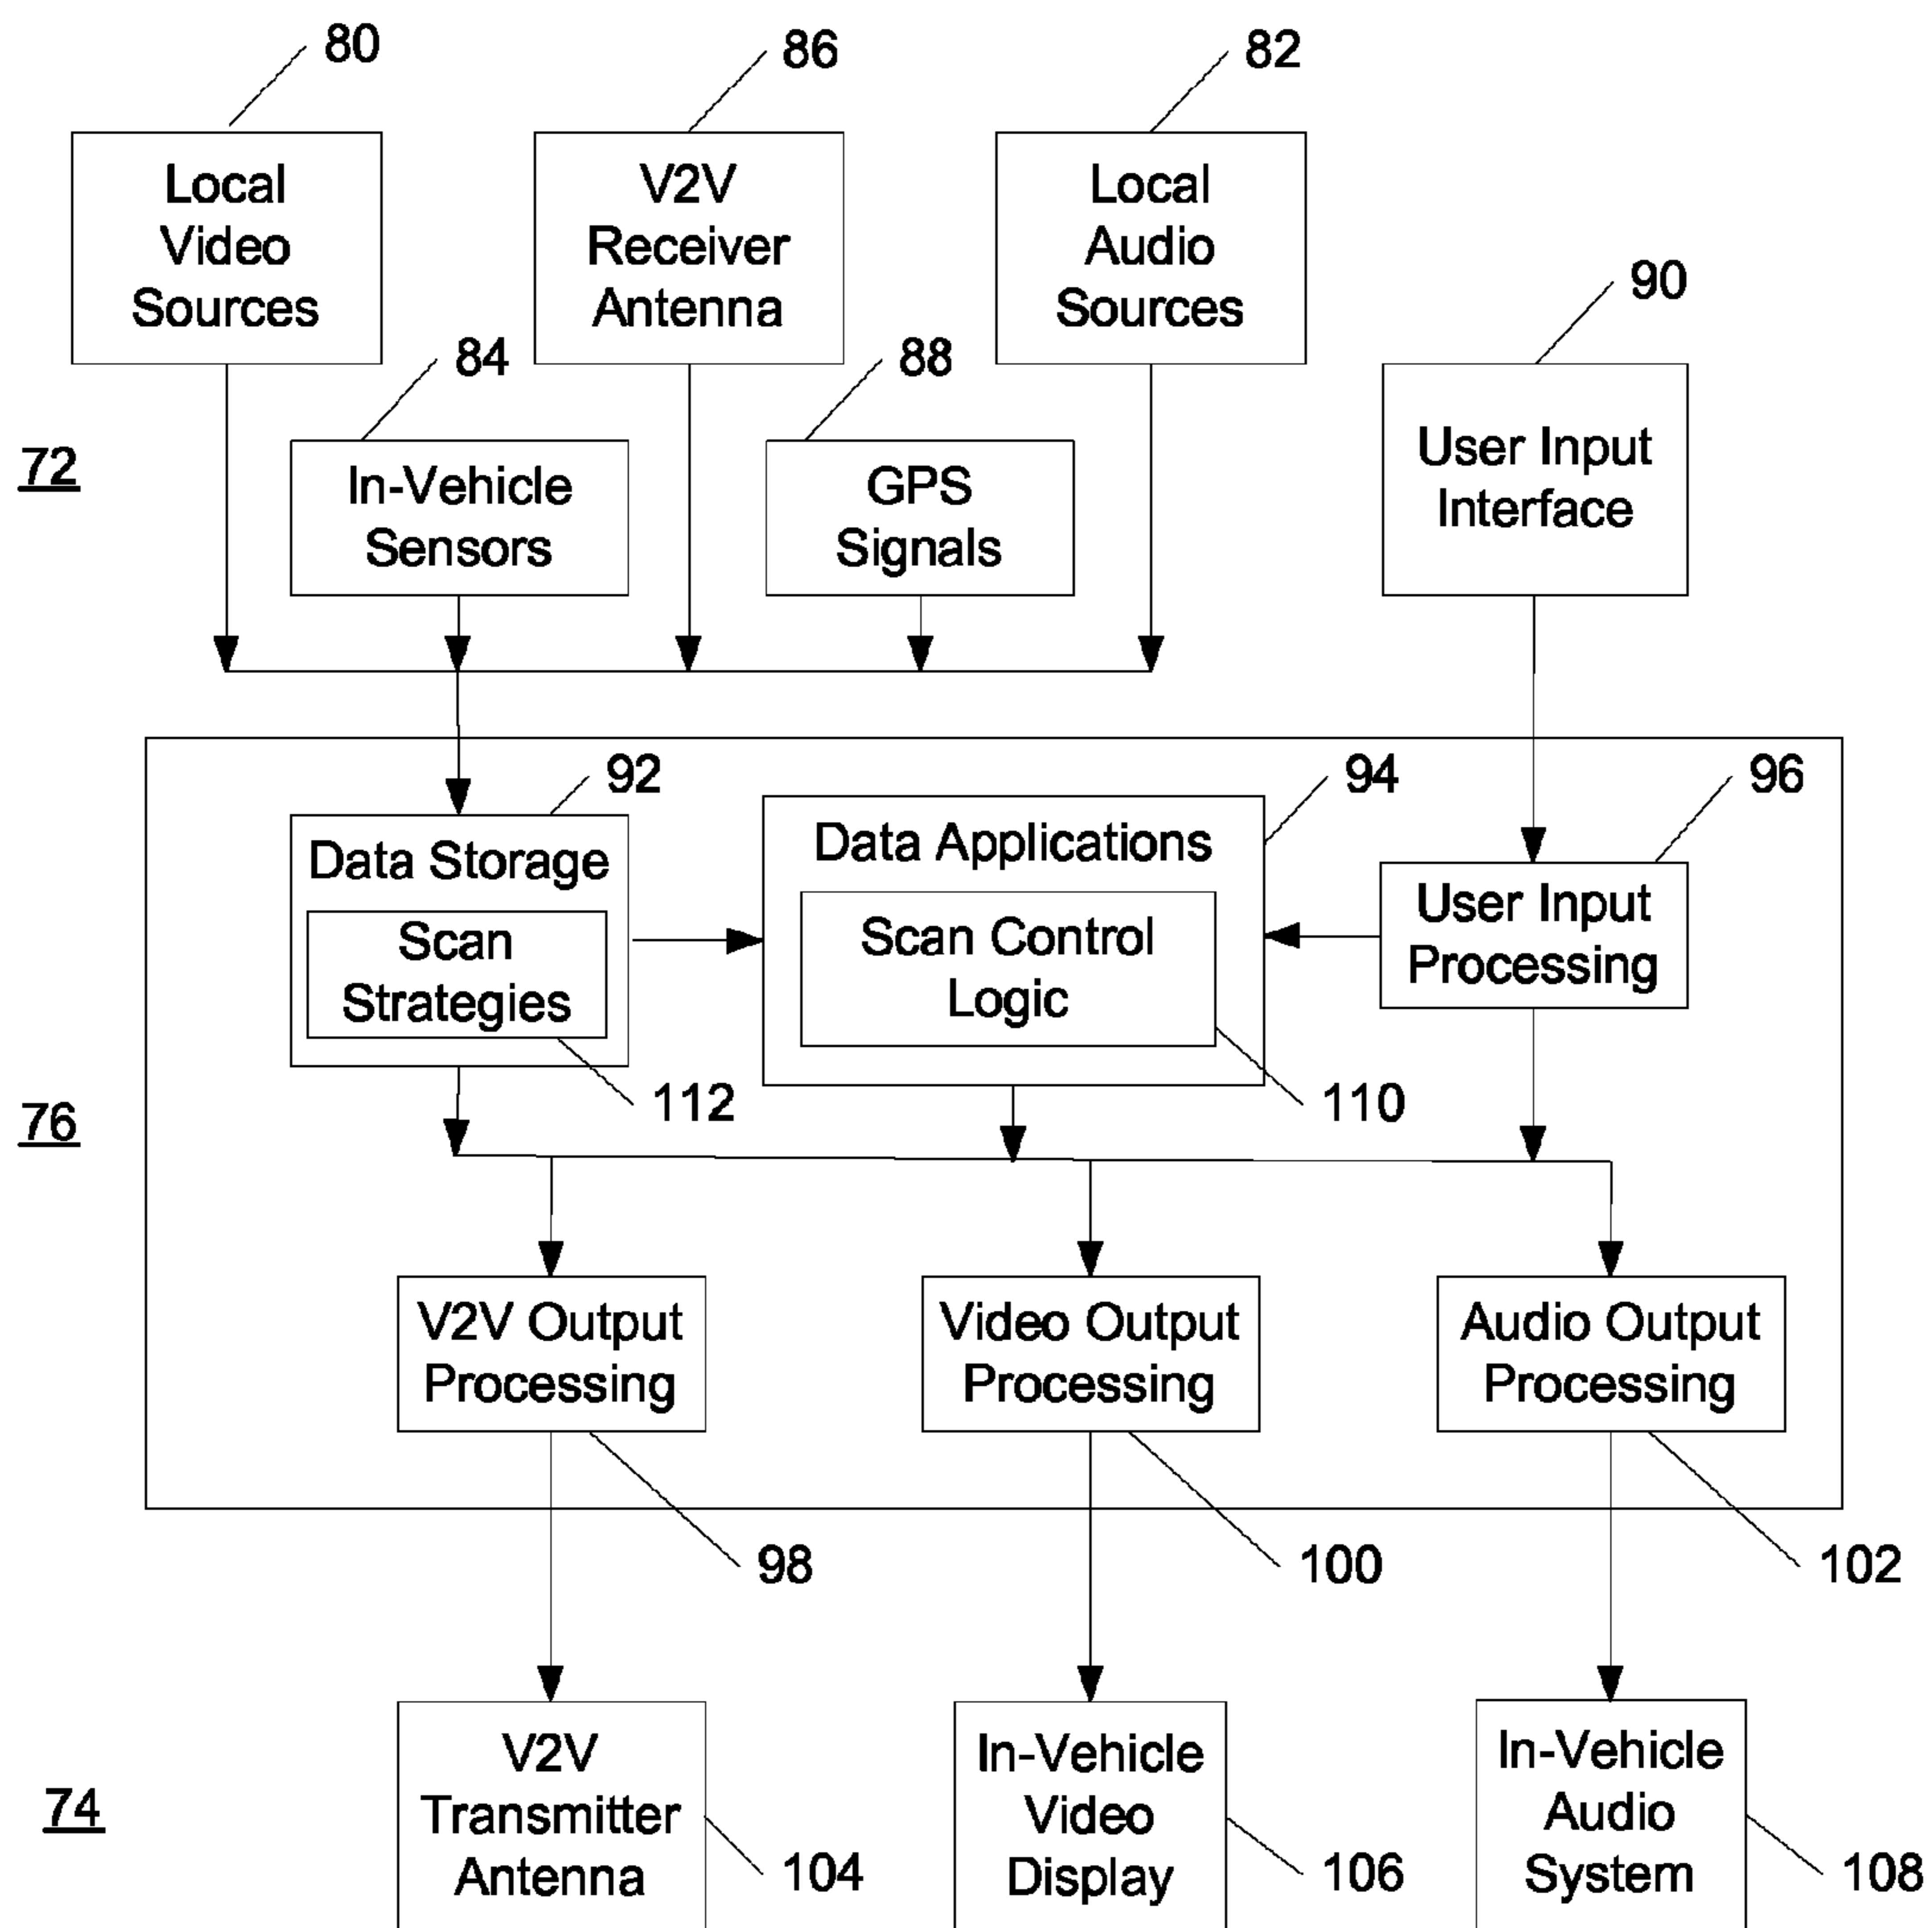 80
86
82
Local
Video
Sources
V2V
Receiver
Antenna
Local
Audio
Sources
90
84
88
72
In-Vehicle
Sensors
GPS
Signals
User Input
Interface
92
94
96
Data Storage
Scan
Strategies
Data Applications
Scan Control
Logic
User Input
Processing
112
110
76
V2V Output
Processing
Video Output
Processing
Audio Output
Processing
98
100
102
74
V2V
Transmitter
Antenna
104
In-Vehicle
Video
Display
106
In-Vehicle
Audio
System
108